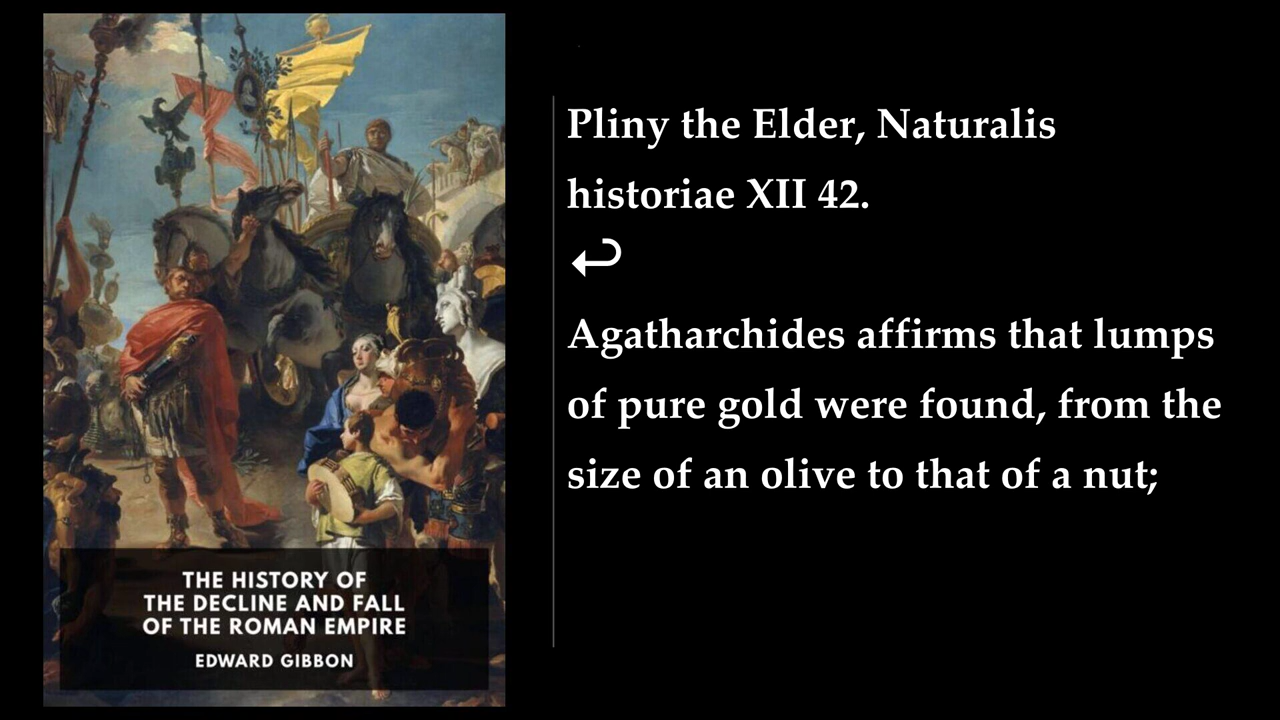 THE HISTORY OF
THE DECLINE AND FALL
OF THE ROMAN EMPIRE
EDWARD GIBBON
Pliny the Elder, Naturalis
historiae XII 42.
↩
Agatharchides affirms that lumps
of pure gold were found, from the
size of an olive to that of a nut;